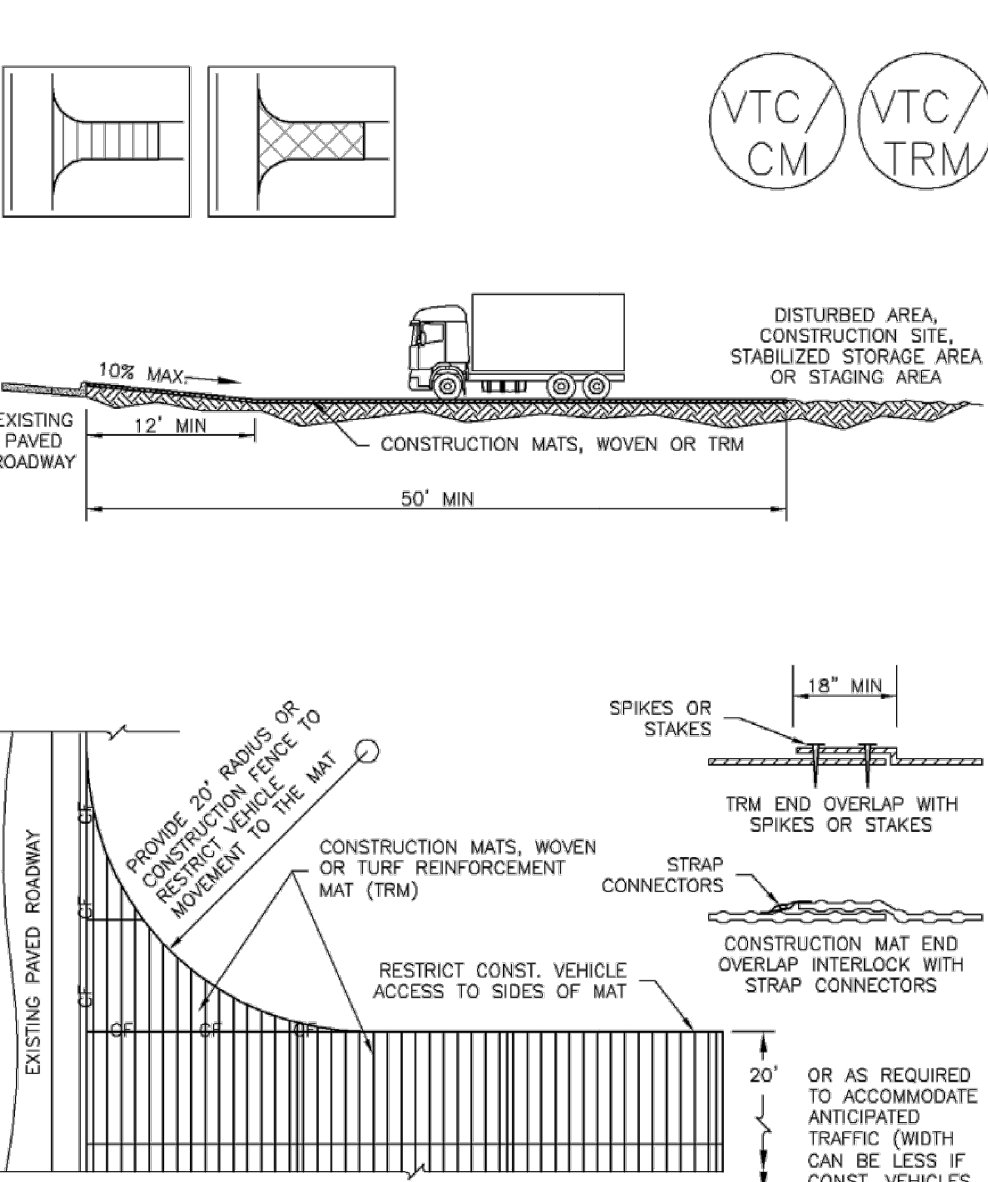 VTC/
CM
VTC/
TRM
DISTURBED AREA,
CONSTRUCTION SITE,
STABILIZED STORAGE AREA
OR STAGING AREA
10% MAX.
EXISTING
PAVED
ROADWAY
12' MIN
CONSTRUCTION MATS, WOVEN OR TRM
50' MIN
18" MIN
SPIKES OR
STAKES
TRM END OVERLAP WITH
SPIKES OR STAKES
PROVIDE 20' RADIUS OR
CONSTRUCTION FENCE TO
RESTRICT VEHICLE
MOVEMENT TO THE MAT
CONSTRUCTION MATS, WOVEN
OR TURF REINFORCEMENT
MAT (TRM)
STRAP
CONNECTORS
CONSTRUCTION MAT END
OVERLAP INTERLOCK WITH
STRAP CONNECTORS
RESTRICT CONST. VEHICLE
ACCESS TO SIDES OF MAT
EXISTING PAVED ROADWAY
CF
CF
CF
CF
CF
CF
20'
OR AS REQUIRED
TO ACCOMMODATE
ANTICIPATED
TRAFFIC (WIDTH
CAN BE LESS IF
CONST. VEHICLES